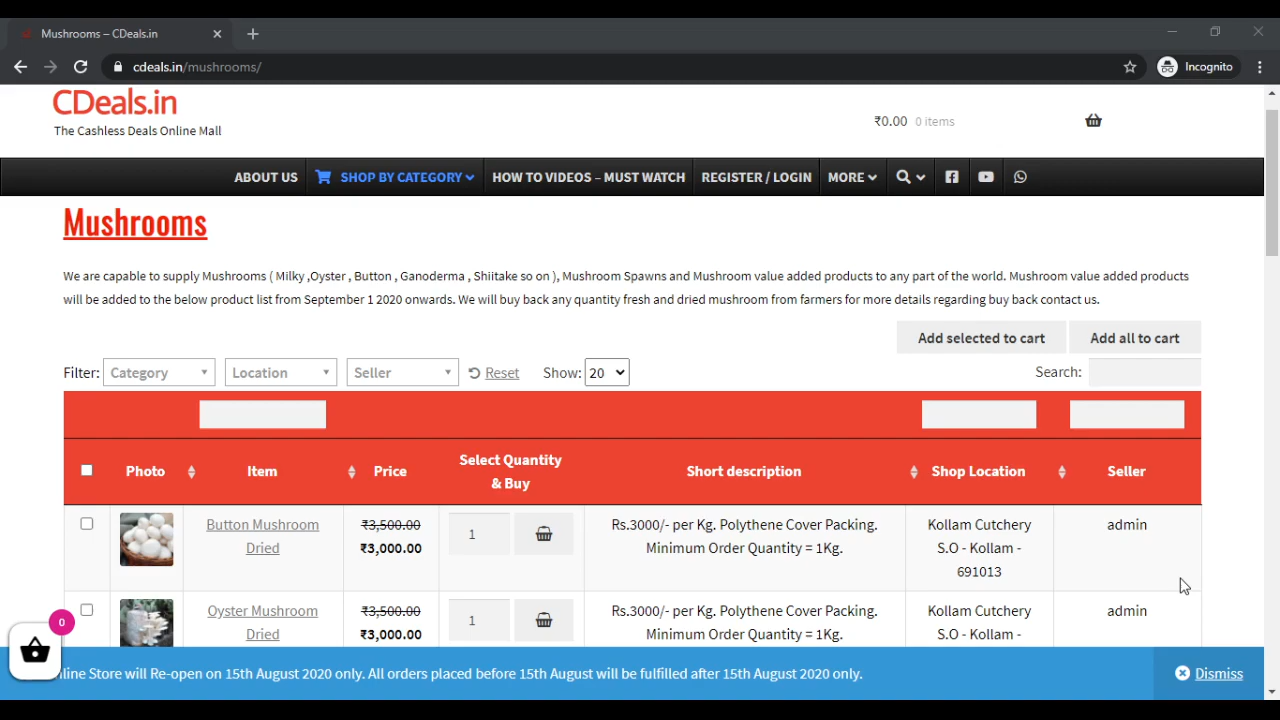 Mushrooms – CDeals.in
cdeals.in/mushrooms/
Incognito
CDeals.in
The Cashless Deals Online Mall
₹0.00 0 items
ABOUT US SHOP BY CATEGORY HOW TO VIDEOS – MUST WATCH REGISTER / LOGIN MORE
Mushrooms
We are capable to supply Mushrooms ( Milky ,Oyster , Button , Ganoderma , Shiitake so on ), Mushroom Spawns and Mushroom value added products to any part of the world. Mushroom value added products
will be added to the below product list from September 1 2020 onwards. We will buy back any quantity fresh and dried mushroom from farmers for more details regarding buy back contact us.
Add selected to cart Add all to cart
Filter: Category Location Seller Reset Show: 20 Search:
Photo Item Price Select Quantity & Buy Short description Shop Location Seller
Button Mushroom ₹3,500.00 1 Rs.3000/- per Kg. Polythene Cover Packing. Kollam Cutchery admin
Dried ₹3,000.00 Minimum Order Quantity = 1Kg. S.O - Kollam -
691013
Oyster Mushroom ₹3,500.00 1 Rs.3000/- per Kg. Polythene Cover Packing. Kollam Cutchery admin
Dried ₹3,000.00 Minimum Order Quantity = 1Kg. S.O - Kollam -
0
Store will Re-open on 15th August 2020 only. All orders placed before 15th August will be fulfilled after 15th August 2020 only. Dismiss